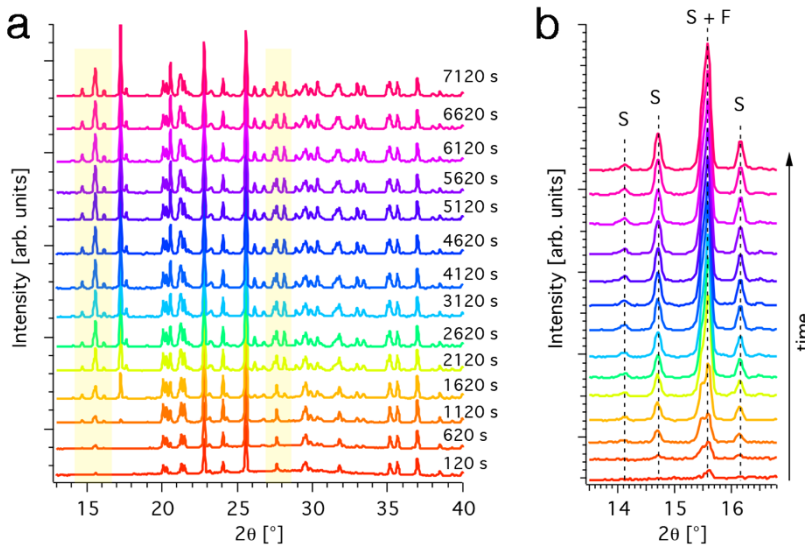 a
Intensity [arb. units]
7120 s
6620 s
6120 s
5620 s
5120 s
4620 s
4120 s
3120 s
2620 s
2120 s
1620 s
1120 s
620 s
120 s
15 20 25 30 35 40
2θ [°]
b
S + F
S S S
Intensity [arb. units]
time
14 15 16
2θ [°]